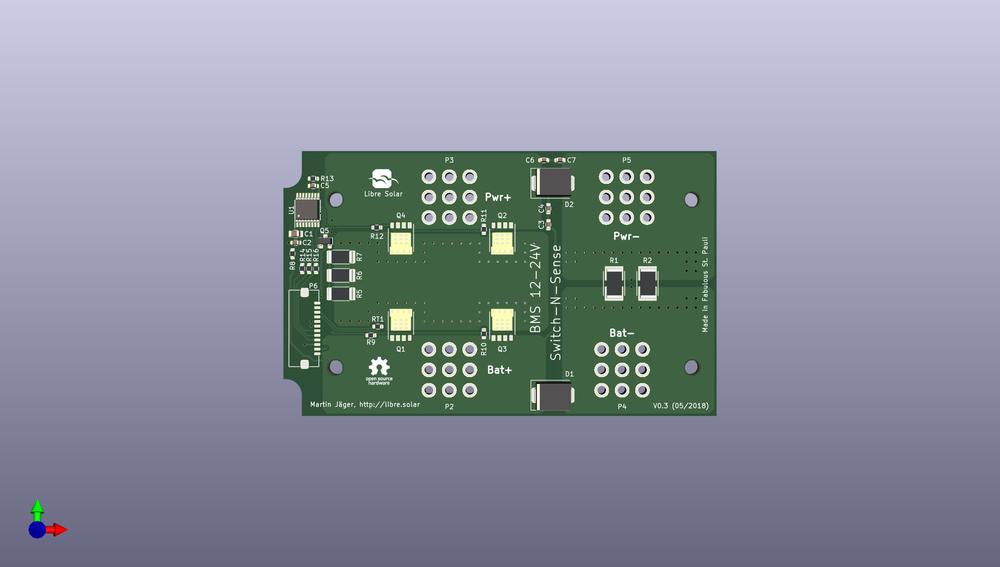 P3
C6
C7
P5
R13
C5
Libre Solar
Pwr+
D2
U1
Q4
R11
Q2
C4
C3
C1
C2
Q5
R12
Pwr-
R8
R14
R15
R16
R7
R6
R5
R1
R2
P6
BMS 12-24V
Switch-N-Sense
Made in Fabulous St. Pauli
RT1
R9
Q1
R10
Q3
Bat-
open source
hardware
Bat+
D1
Martin Jäger, http://libre.solar
P2
P4
V0.3 (05/2018)